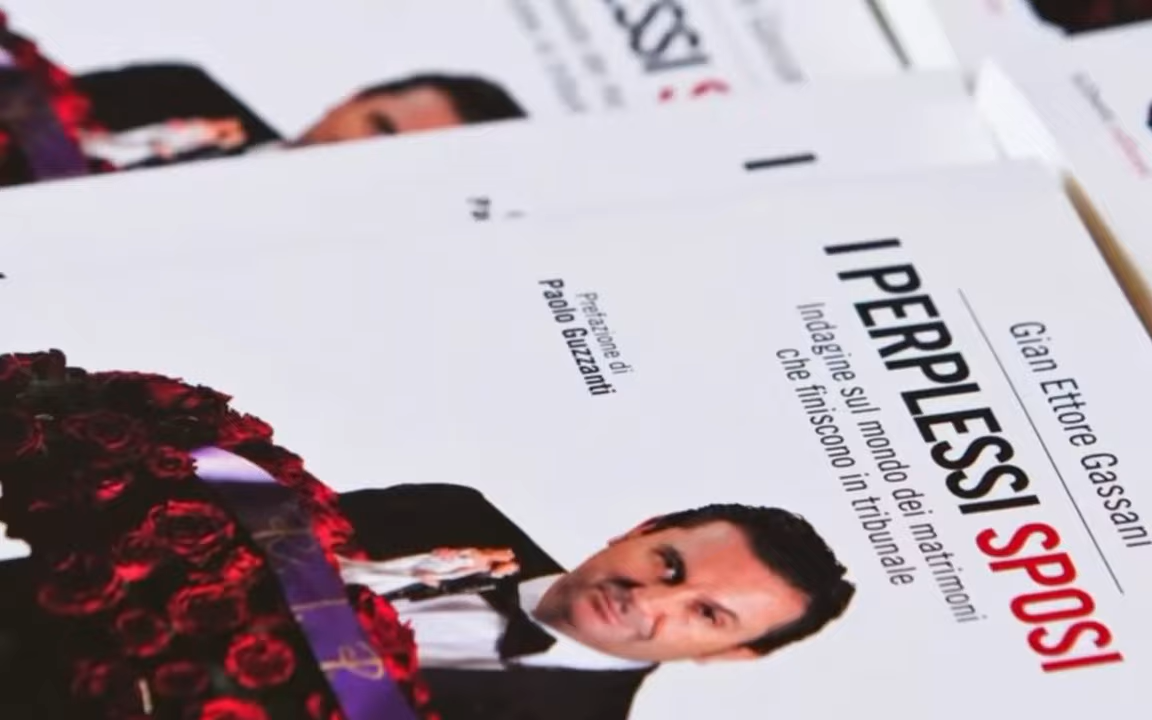 Gian Ettore Gassani
I PERPLESSI SPOSI
Indagine sul mondo dei matrimoni
che finiscono in tribunale
Prefazione di
Paolo Guzzanti